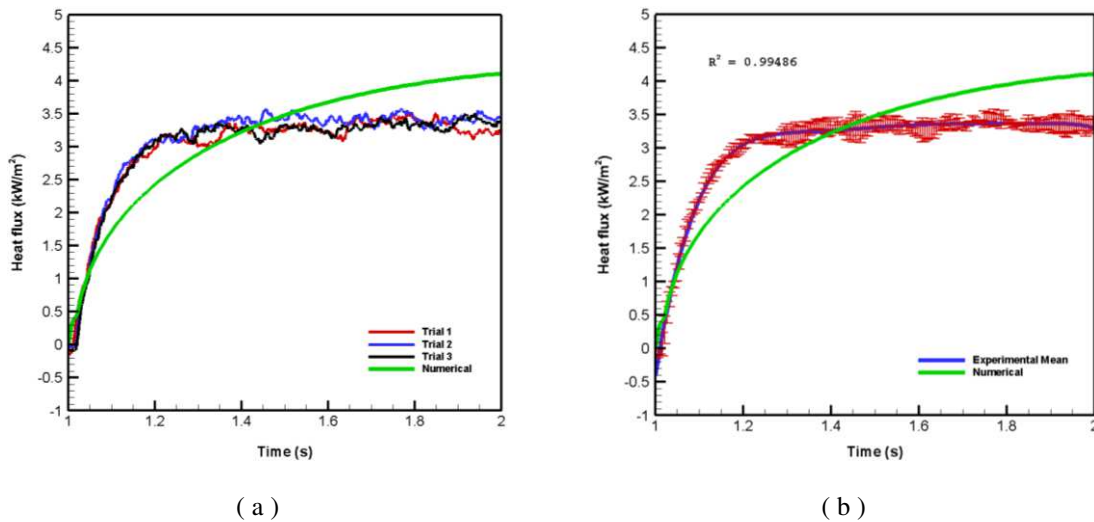 5
4.5
4
3.5
3
2.5
2
1.5
1
0.5
0
-0.5
-1
Heat flux (kW/m²)
Trial 1
Trial 2
Trial 3
Numerical
1 1.2 1.4 1.6 1.8 2
Time (s)
( a )
5
4.5
4
3.5
3
2.5
2
1.5
1
0.5
0
-0.5
-1
Heat flux (kW/m²)
R² = 0.99486
Experimental Mean
Numerical
1 1.2 1.4 1.6 1.8 2
Time (s)
( b )